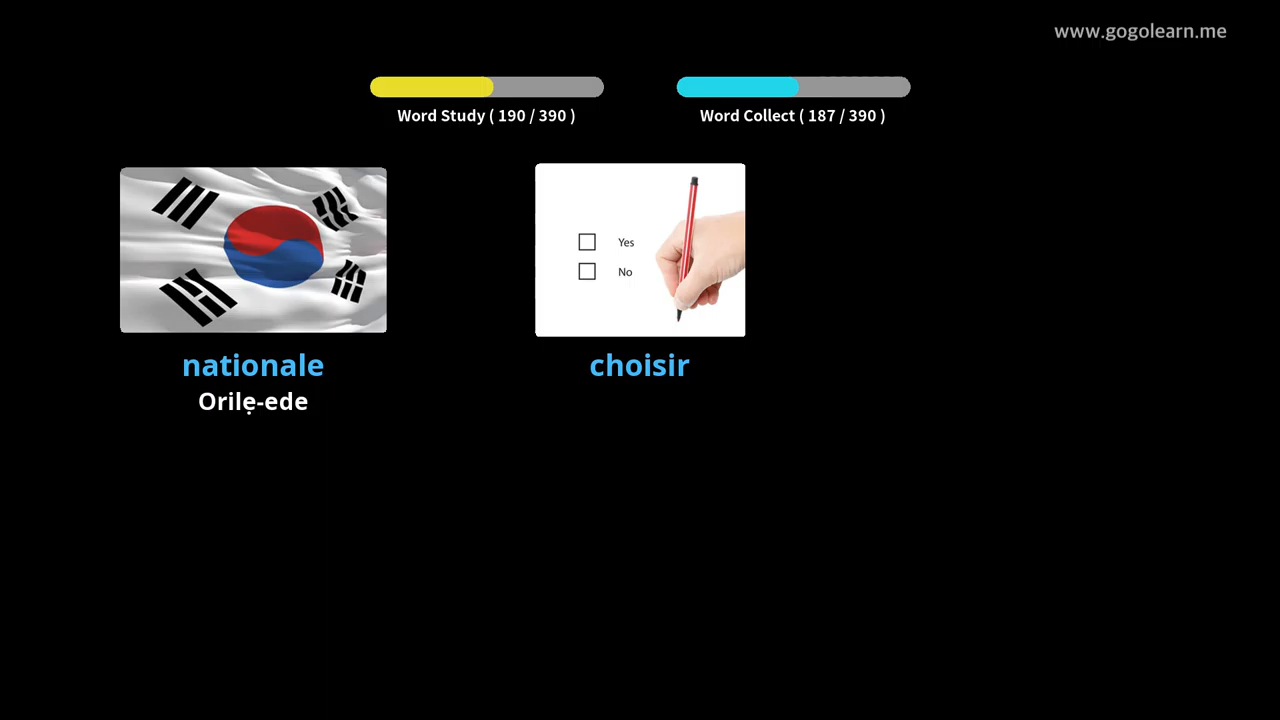 www.gogolearn.me
Word Study ( 190 / 390 )
Word Collect ( 187 / 390 )
Yes
No
nationale
Orilẹ-ede
choisir